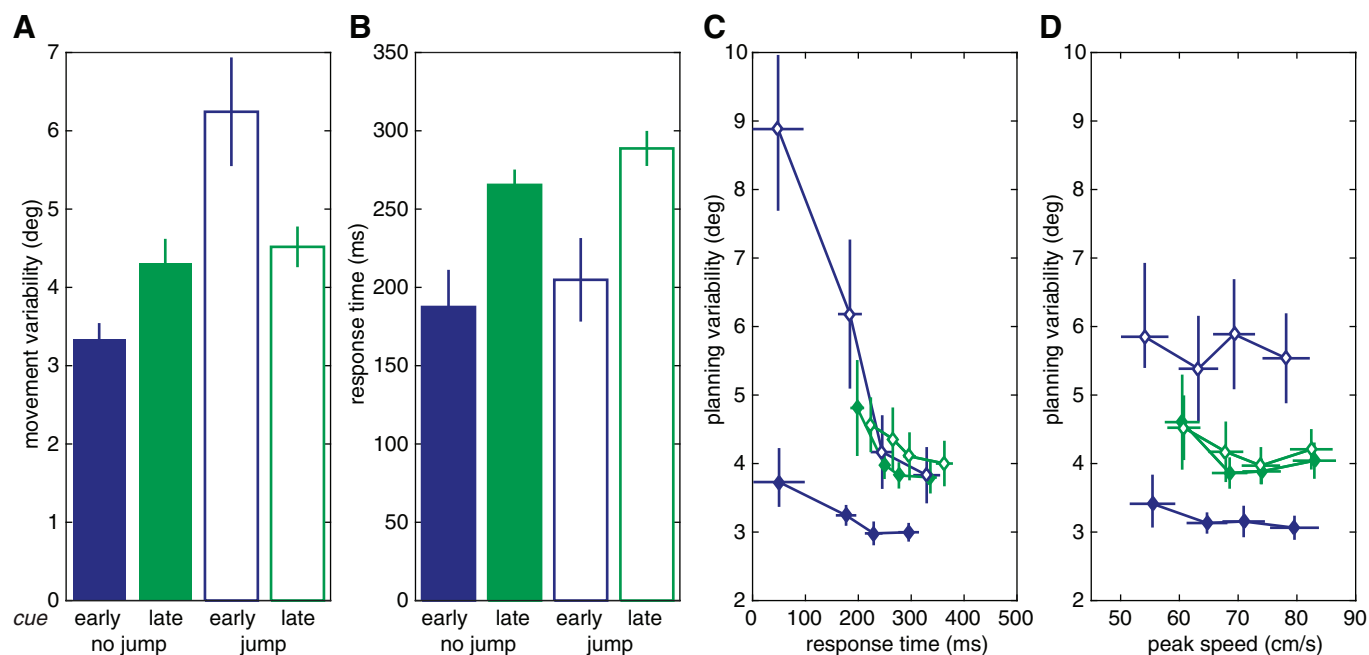 A
B
C
D
movement variability (deg)
7
6
5
4
3
2
1
0
cue
early late early late
no jump jump
response time (ms)
350
300
250
200
150
100
50
0
early late early late
no jump jump
planning variability (deg)
10
9
8
7
6
5
4
3
2
0 100 200 300 400 500
response time (ms)
planning variability (deg)
10
9
8
7
6
5
4
3
2
50 60 70 80 90
peak speed (cm/s)